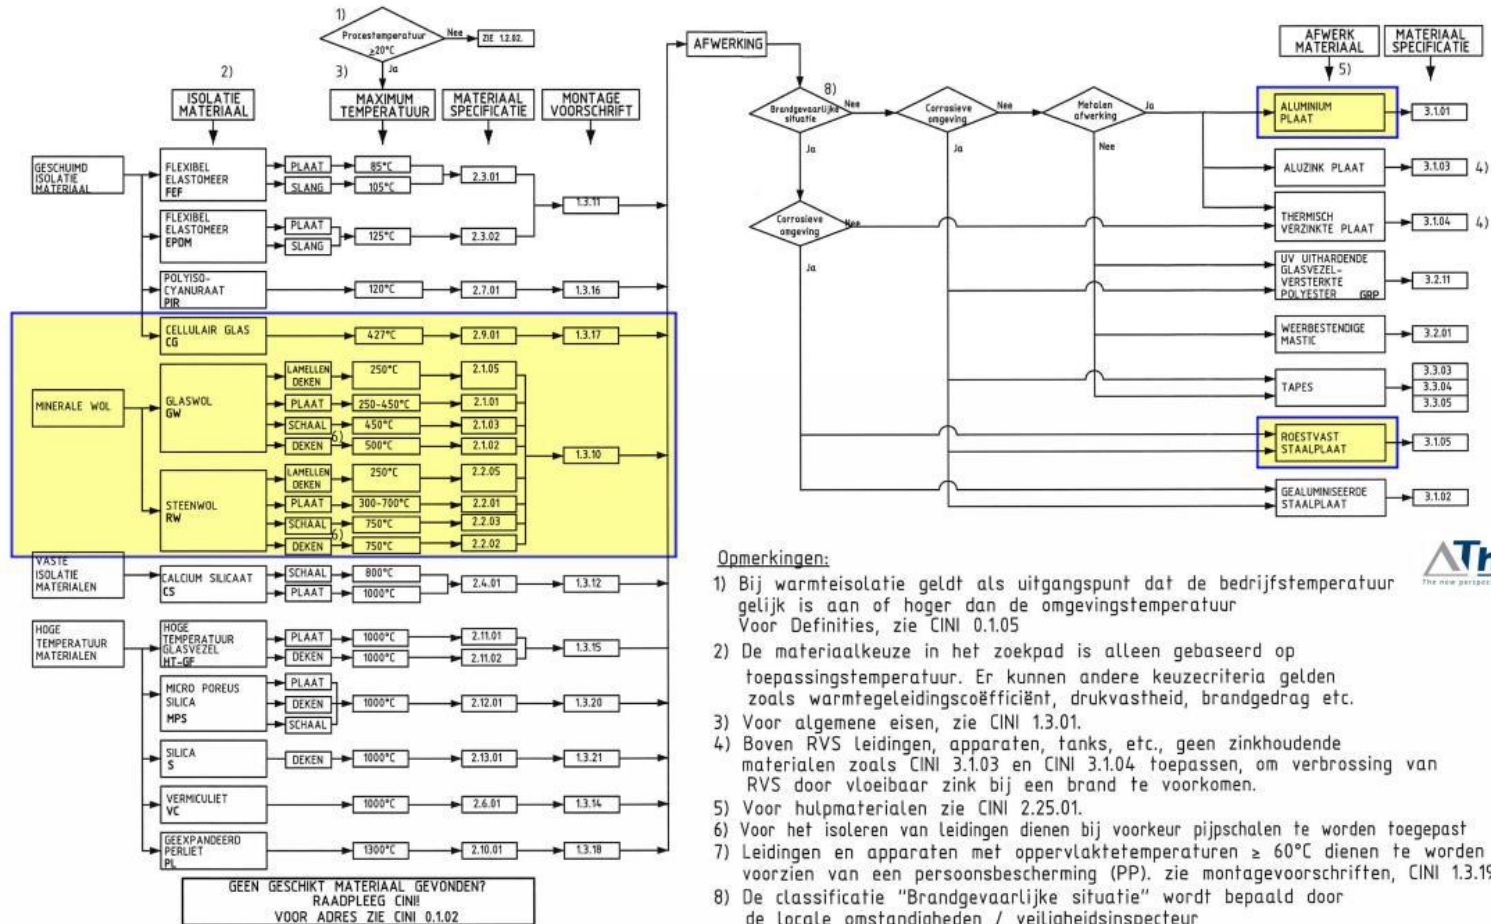 1)
Procestemperatuur
≥20°C
Nee
ZIE 1.2.02.
Ja
2)
ISOLATIE
MATERIAAL
3)
MAXIMUM
TEMPERATUUR
MATERIAAL
SPECIFICATIE
MONTAGE
VOORSCHRIFT
GESCHUIMD
ISOLATIE
MATERIAAL
FLEXIBEL
ELASTOMEER
FEF
PLAAT
85°C
SLANG
105°C
2.3.01
1.3.11
FLEXIBEL
ELASTOMEER
EPDM
PLAAT
SLANG
125°C
2.3.02
POLYISO-
CYANURAAT
PIR
120°C
2.7.01
1.3.16
CELLULAIR GLAS
CG
427°C
2.9.01
1.3.17
MINERALE WOL
GLASWOL
GW
LAMELLEN
DEKEN
250°C
2.1.05
PLAAT
250-450°C
2.1.01
SCHAAL
450°C
2.1.03
6)
DEKEN
500°C
2.1.02
1.3.10
STEENWOL
RW
LAMELLEN
DEKEN
250°C
2.2.05
PLAAT
300-700°C
2.2.01
SCHAAL
750°C
2.2.03
6)
DEKEN
750°C
2.2.02
VASTE
ISOLATIE
MATERIALEN
CALCIUM SILICAAT
CS
SCHAAL
800°C
PLAAT
1000°C
2.4.01
1.3.12
HOGE
TEMPERATUUR
MATERIALEN
HOGE
TEMPERATUUR
GLASVEZEL
HT-GF
PLAAT
1000°C
2.11.01
DEKEN
1000°C
2.11.02
1.3.15
MICRO POREUS
SILICA
MPS
PLAAT
DEKEN
SCHAAL
1000°C
2.12.01
1.3.20
SILICA
S
DEKEN
1000°C
2.13.01
1.3.21
VERMICULIET
VC
1000°C
2.6.01
1.3.14
GEEXPANDEERD
PERLIET
PL
1300°C
2.10.01
1.3.18
GEEN GESCHIKT MATERIAAL GEVONDEN?
RAADPLEEG CINI!
VOOR ADRES ZIE CINI 0.1.02
AFWERKING
8)
Brandgevaarlijke
situatie
Nee
Ja
Corrosieve
omgeving
Nee
Ja
Metalen
afwerking
Ja
Nee
Corrosieve
omgeving
Nee
Ja
AFWERK
MATERIAAL
5)
MATERIAAL
SPECIFICATIE
ALUMINIUM
PLAAT
3.1.01
ALUZINK PLAAT
3.1.03
4)
THERMISCH
VERZINKTE PLAAT
3.1.04
4)
UV UITHARDENDE
GLASVEZEL-
VERSTERKTE
POLYESTER GRP
3.2.11
WEERBESTENDIGE
MASTIC
3.2.01
TAPES
3.3.03
3.3.04
3.3.05
ROESTVAST
STAALPLAAT
3.1.05
GEALUMINISEERDE
STAALPLAAT
3.1.02
Opmerkingen:
1) Bij warmteisolatie geldt als uitgangspunt dat de bedrijfstemperatuur
gelijk is aan of hoger dan de omgevingstemperatuur
Voor Definities, zie CINI 0.1.05
2) De materiaalkeuze in het zoekpad is alleen gebaseerd op
toepassingstemperatuur. Er kunnen andere keuzecriteria gelden
zoals warmtegeleidingscoëfficiënt, drukvastheid, brandgedrag etc.
3) Voor algemene eisen, zie CINI 1.3.01.
4) Boven RVS leidingen, apparaten, tanks, etc., geen zinkhoudende
materialen zoals CINI 3.1.03 en CINI 3.1.04 toepassen, om verbrossing van
RVS door vloeibaar zink bij een brand te voorkomen.
5) Voor hulpmaterialen zie CINI 2.25.01.
6) Voor het isoleren van leidingen dienen bij voorkeur pijpschalen te worden toegepast
7) Leidingen en apparaten met oppervlaktetemperaturen ≥ 60°C dienen te worden
voorzien van een persoonsbescherming (PP). zie montagevoorschriften, CINI 1.3.19
8) De classificatie "Brandgevaarlijke situatie" wordt bepaald door
de locale omstandigheden / veiligheidsinspecteur
The new